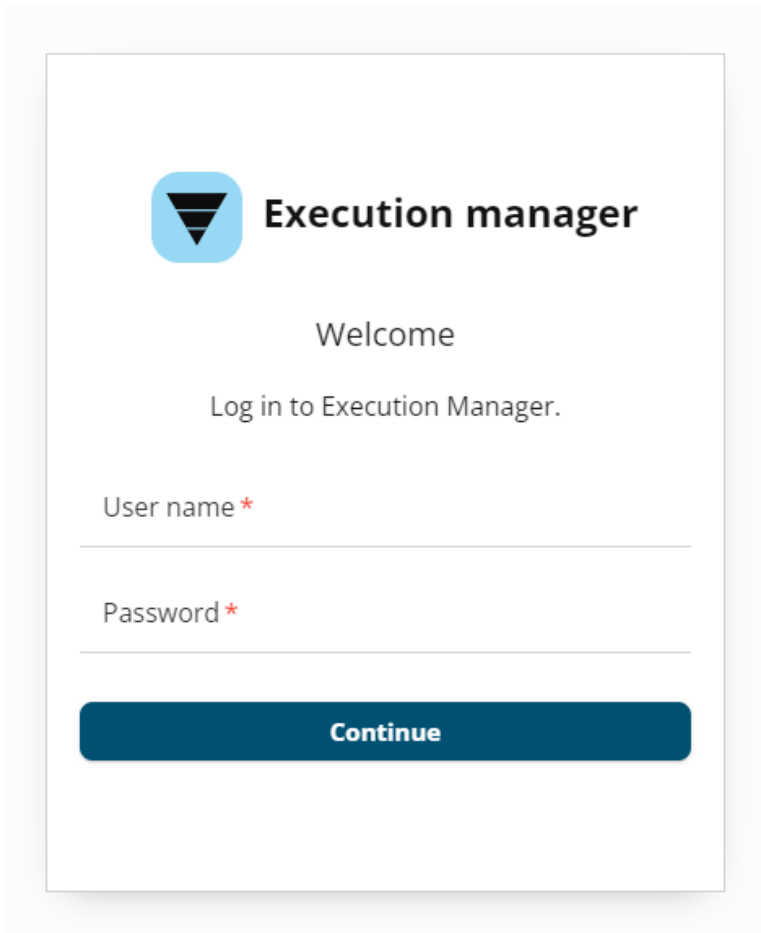 Execution manager
Welcome
Log in to Execution Manager.
User name *
Password *
Continue